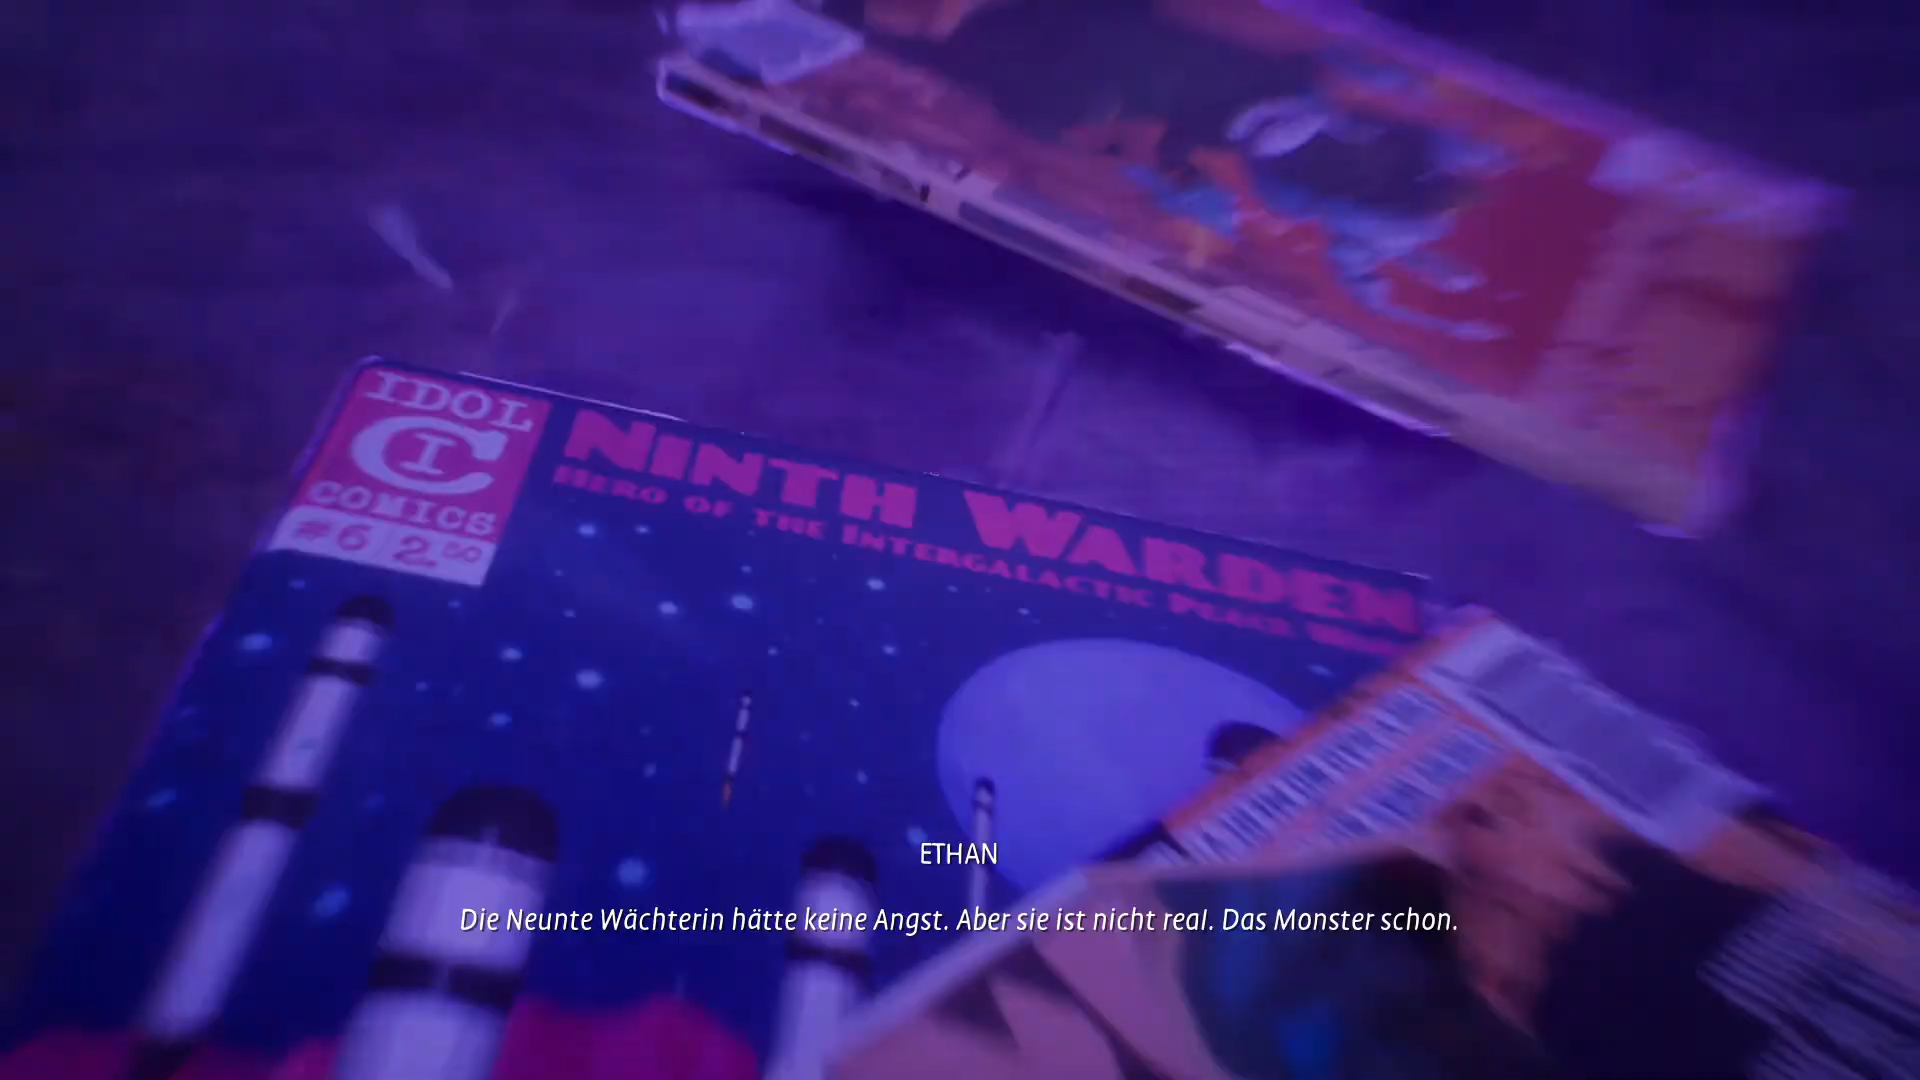 IDOL
C
I
COMICS
#6 2.50
NINTH WARDEN
HERO OF THE INTERGALACTIC PEACE
ETHAN
Die Neunte Wächterin hätte keine Angst. Aber sie ist nicht real. Das Monster schon.